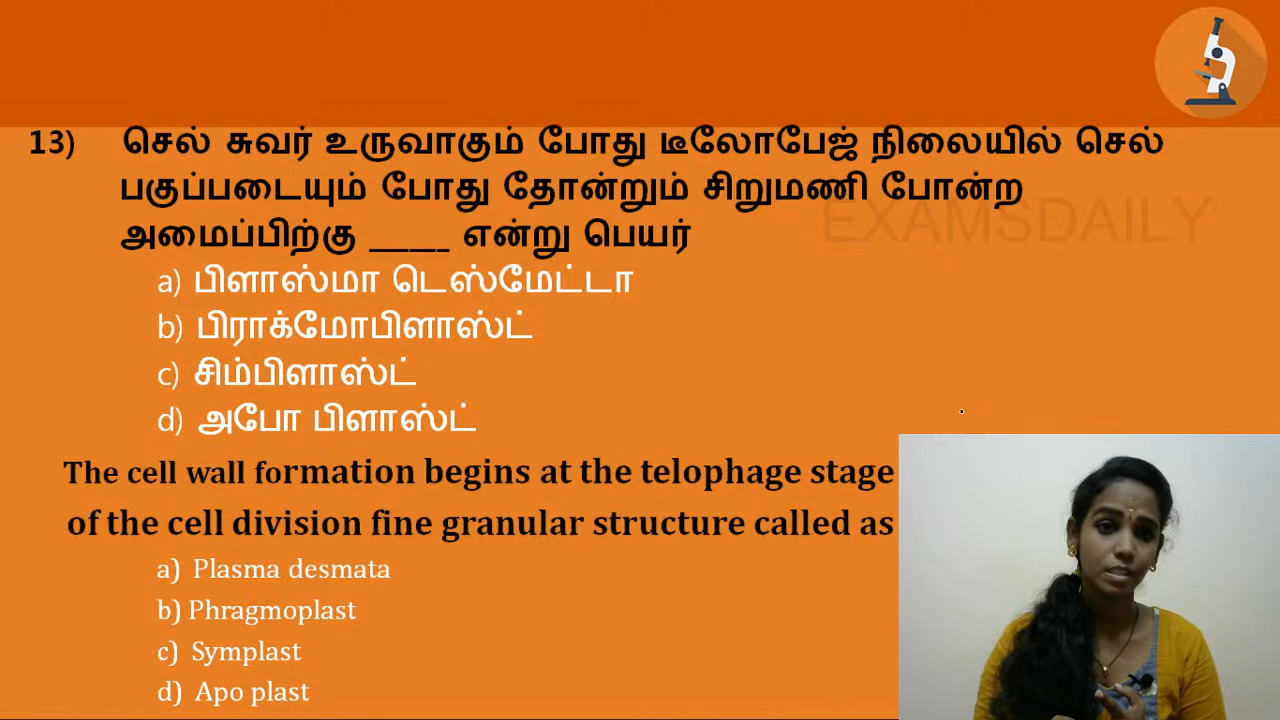 13) செல் சுவர் உருவாகும் போது டீலோபேஜ் நிலையில் செல்
பகுப்படையும் போது தோன்றும் சிறுமணி போன்ற
EXAMSDAILY
அமைப்பிற்கு _____ என்று பெயர்
a) பிளாஸ்மா டெஸ்மேட்டா
b) பிராக்மோபிளாஸ்ட்
c) சிம்பிளாஸ்ட்
d) அபோ பிளாஸ்ட்
The cell wall formation begins at the telophage stage
of the cell division fine granular structure called as
a) Plasma desmata
b) Phragmoplast
c) Symplast
d) Apo plast